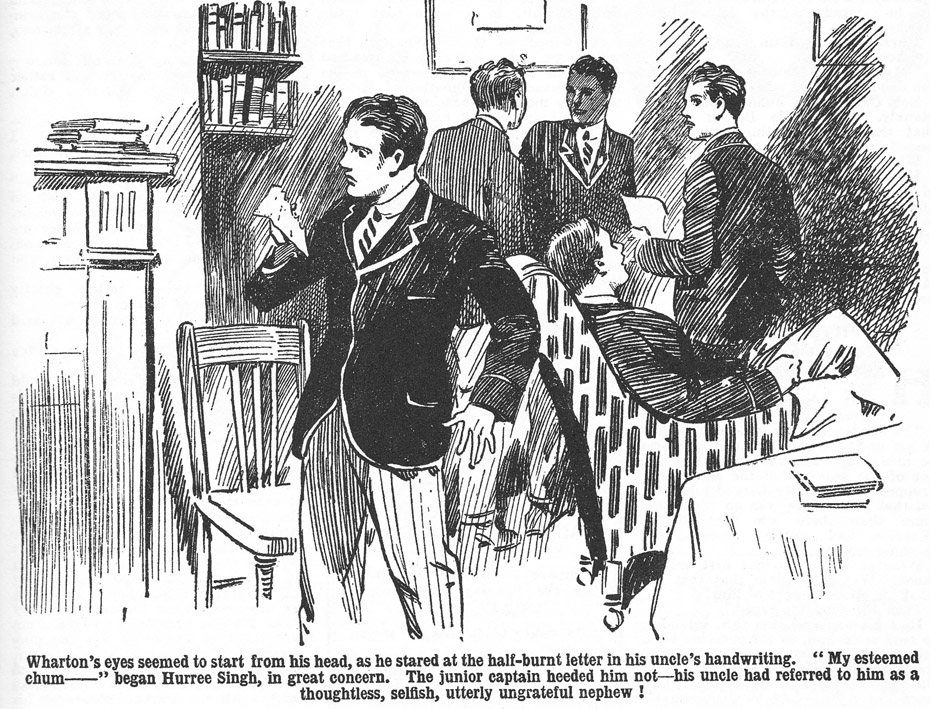 Wharton's eyes seemed to start from his head, as he stared at the half-burnt letter in his uncle's handwriting. “ My esteemed
chum——” began Hurree Singh, in great concern. The junior captain heeded him not—his uncle had referred to him as a
thoughtless, selfish, utterly ungrateful nephew !